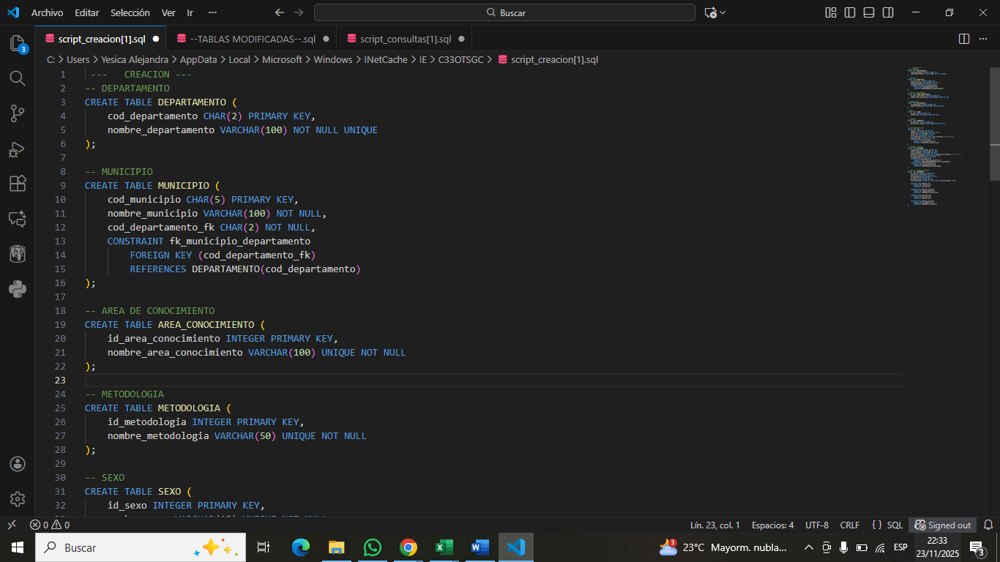 Archivo Editar Selección Ver Ir ··· Buscar
script_creacion[1].sql --TABLAS MODIFICADAS--.sql script_consultas[1].sql
C: > Users > Yesica Alejandra > AppData > Local > Microsoft > Windows > INetCache > IE > C33OTSGC > script_creacion[1].sql
3
1 --- CREACION ---
2 -- DEPARTAMENTO
3 CREATE TABLE DEPARTAMENTO (
4 cod_departamento CHAR(2) PRIMARY KEY,
5 nombre_departamento VARCHAR(100) NOT NULL UNIQUE
6 );
7
8 -- MUNICIPIO
9 CREATE TABLE MUNICIPIO (
10 cod_municipio CHAR(5) PRIMARY KEY,
11 nombre_municipio VARCHAR(100) NOT NULL,
12 cod_departamento_fk CHAR(2) NOT NULL,
13 CONSTRAINT fk_municipio_departamento
14 FOREIGN KEY (cod_departamento_fk)
15 REFERENCES DEPARTAMENTO(cod_departamento)
16 );
17
18 -- AREA DE CONOCIMIENTO
19 CREATE TABLE AREA_CONOCIMIENTO (
20 id_area_conocimiento INTEGER PRIMARY KEY,
21 nombre_area_conocimiento VARCHAR(100) UNIQUE NOT NULL
22 );
23
24 -- METODOLOGIA
25 CREATE TABLE METODOLOGIA (
26 id_metodologia INTEGER PRIMARY KEY,
27 nombre_metodologia VARCHAR(50) UNIQUE NOT NULL
28 );
29
30 -- SEXO
31 CREATE TABLE SEXO (
32 id_sexo INTEGER PRIMARY KEY,
0 0 Lín. 23, col. 1 Espacios: 4 UTF-8 CRLF { } SQL Signed out
Buscar 3 23°C Mayorm. nubla... ESP 22:33
23/11/2025 3